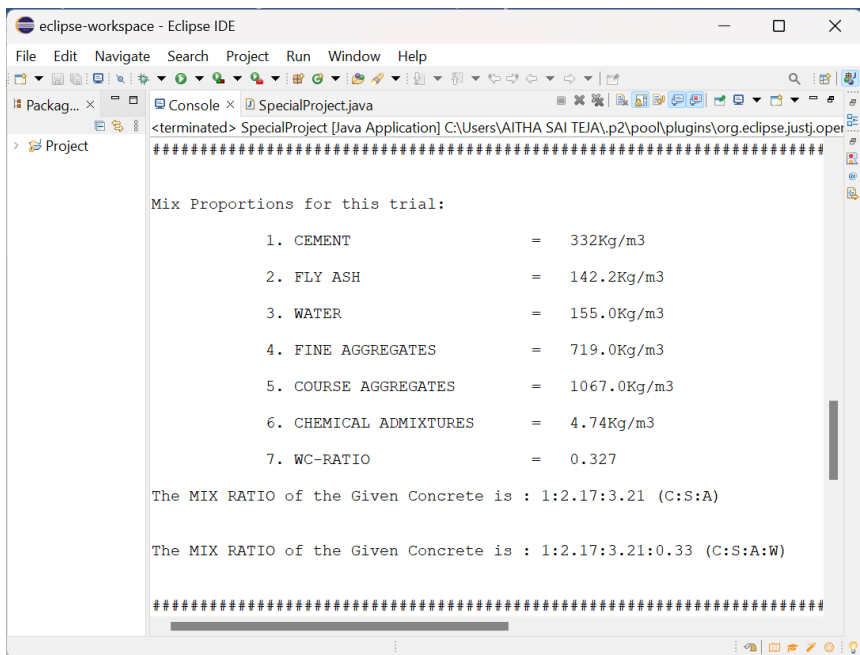 eclipse-workspace - Eclipse IDE
File Edit Navigate Search Project Run Window Help
Packag...
Console SpecialProject.java
<terminated> SpecialProject [Java Application] C:\Users\AITHA SAI TEJA\.p2\pool\plugins\org.eclipse.justj.oper
Project
######################################################################
Mix Proportions for this trial:
1. CEMENT = 332Kg/m3
2. FLY ASH = 142.2Kg/m3
3. WATER = 155.0Kg/m3
4. FINE AGGREGATES = 719.0Kg/m3
5. COURSE AGGREGATES = 1067.0Kg/m3
6. CHEMICAL ADMIXTURES = 4.74Kg/m3
7. WC-RATIO = 0.327
The MIX RATIO of the Given Concrete is : 1:2.17:3.21 (C:S:A)
The MIX RATIO of the Given Concrete is : 1:2.17:3.21:0.33 (C:S:A:W)
######################################################################